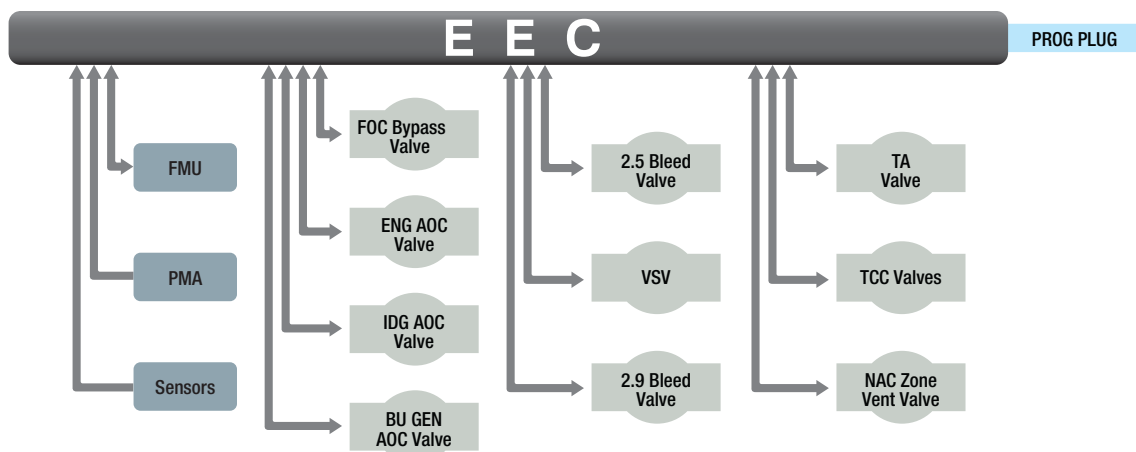 E E C
PROG PLUG
FMU
PMA
Sensors
FOC Bypass
Valve
ENG AOC
Valve
IDG AOC
Valve
BU GEN
AOC Valve
2.5 Bleed
Valve
VSV
2.9 Bleed
Valve
TA
Valve
TCC Valves
NAC Zone
Vent Valve